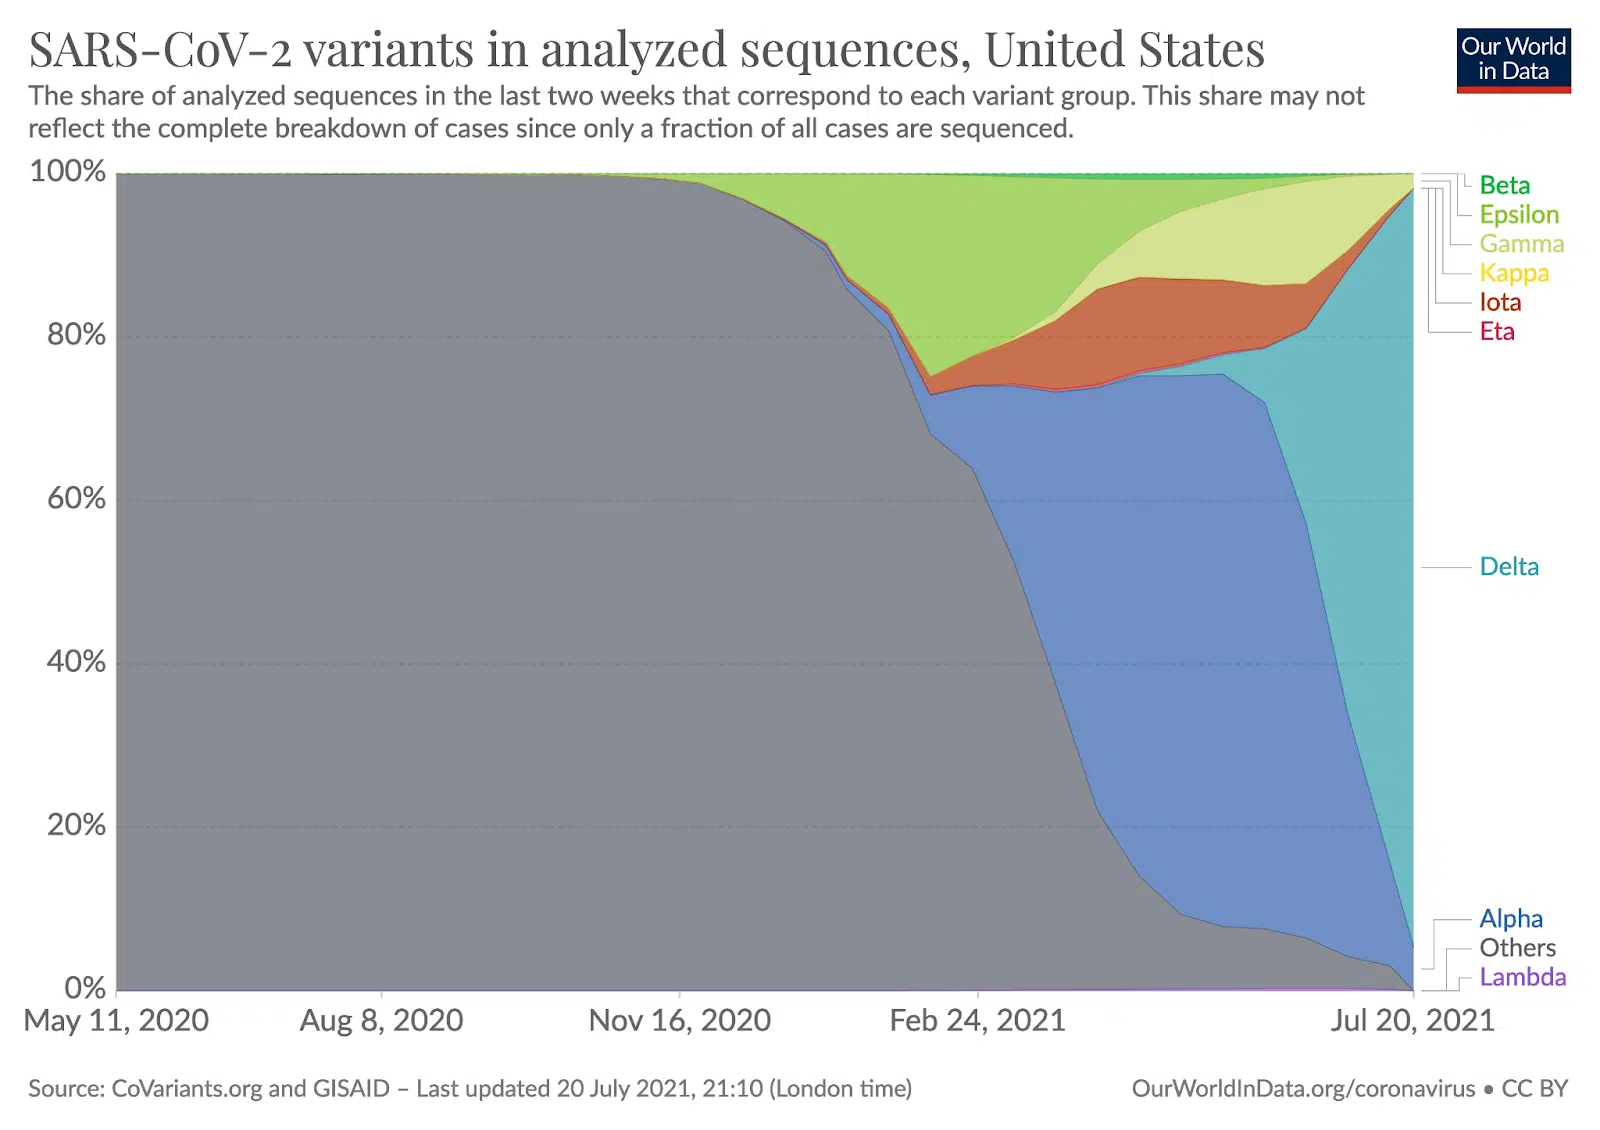 SARS-CoV-2 variants in analyzed sequences, United States
Our World
in Data
The share of analyzed sequences in the last two weeks that correspond to each variant group. This share may not
reflect the complete breakdown of cases since only a fraction of all cases are sequenced.
100%
80%
60%
40%
20%
0%
Beta
Epsilon
Gamma
Kappa
Iota
Eta
Delta
Alpha
Others
Lambda
May 11, 2020
Aug 8, 2020
Nov 16, 2020
Feb 24, 2021
Jul 20, 2021
Source: CoVariants.org and GISAID – Last updated 20 July 2021, 21:10 (London time)
OurWorldInData.org/coronavirus • CC BY